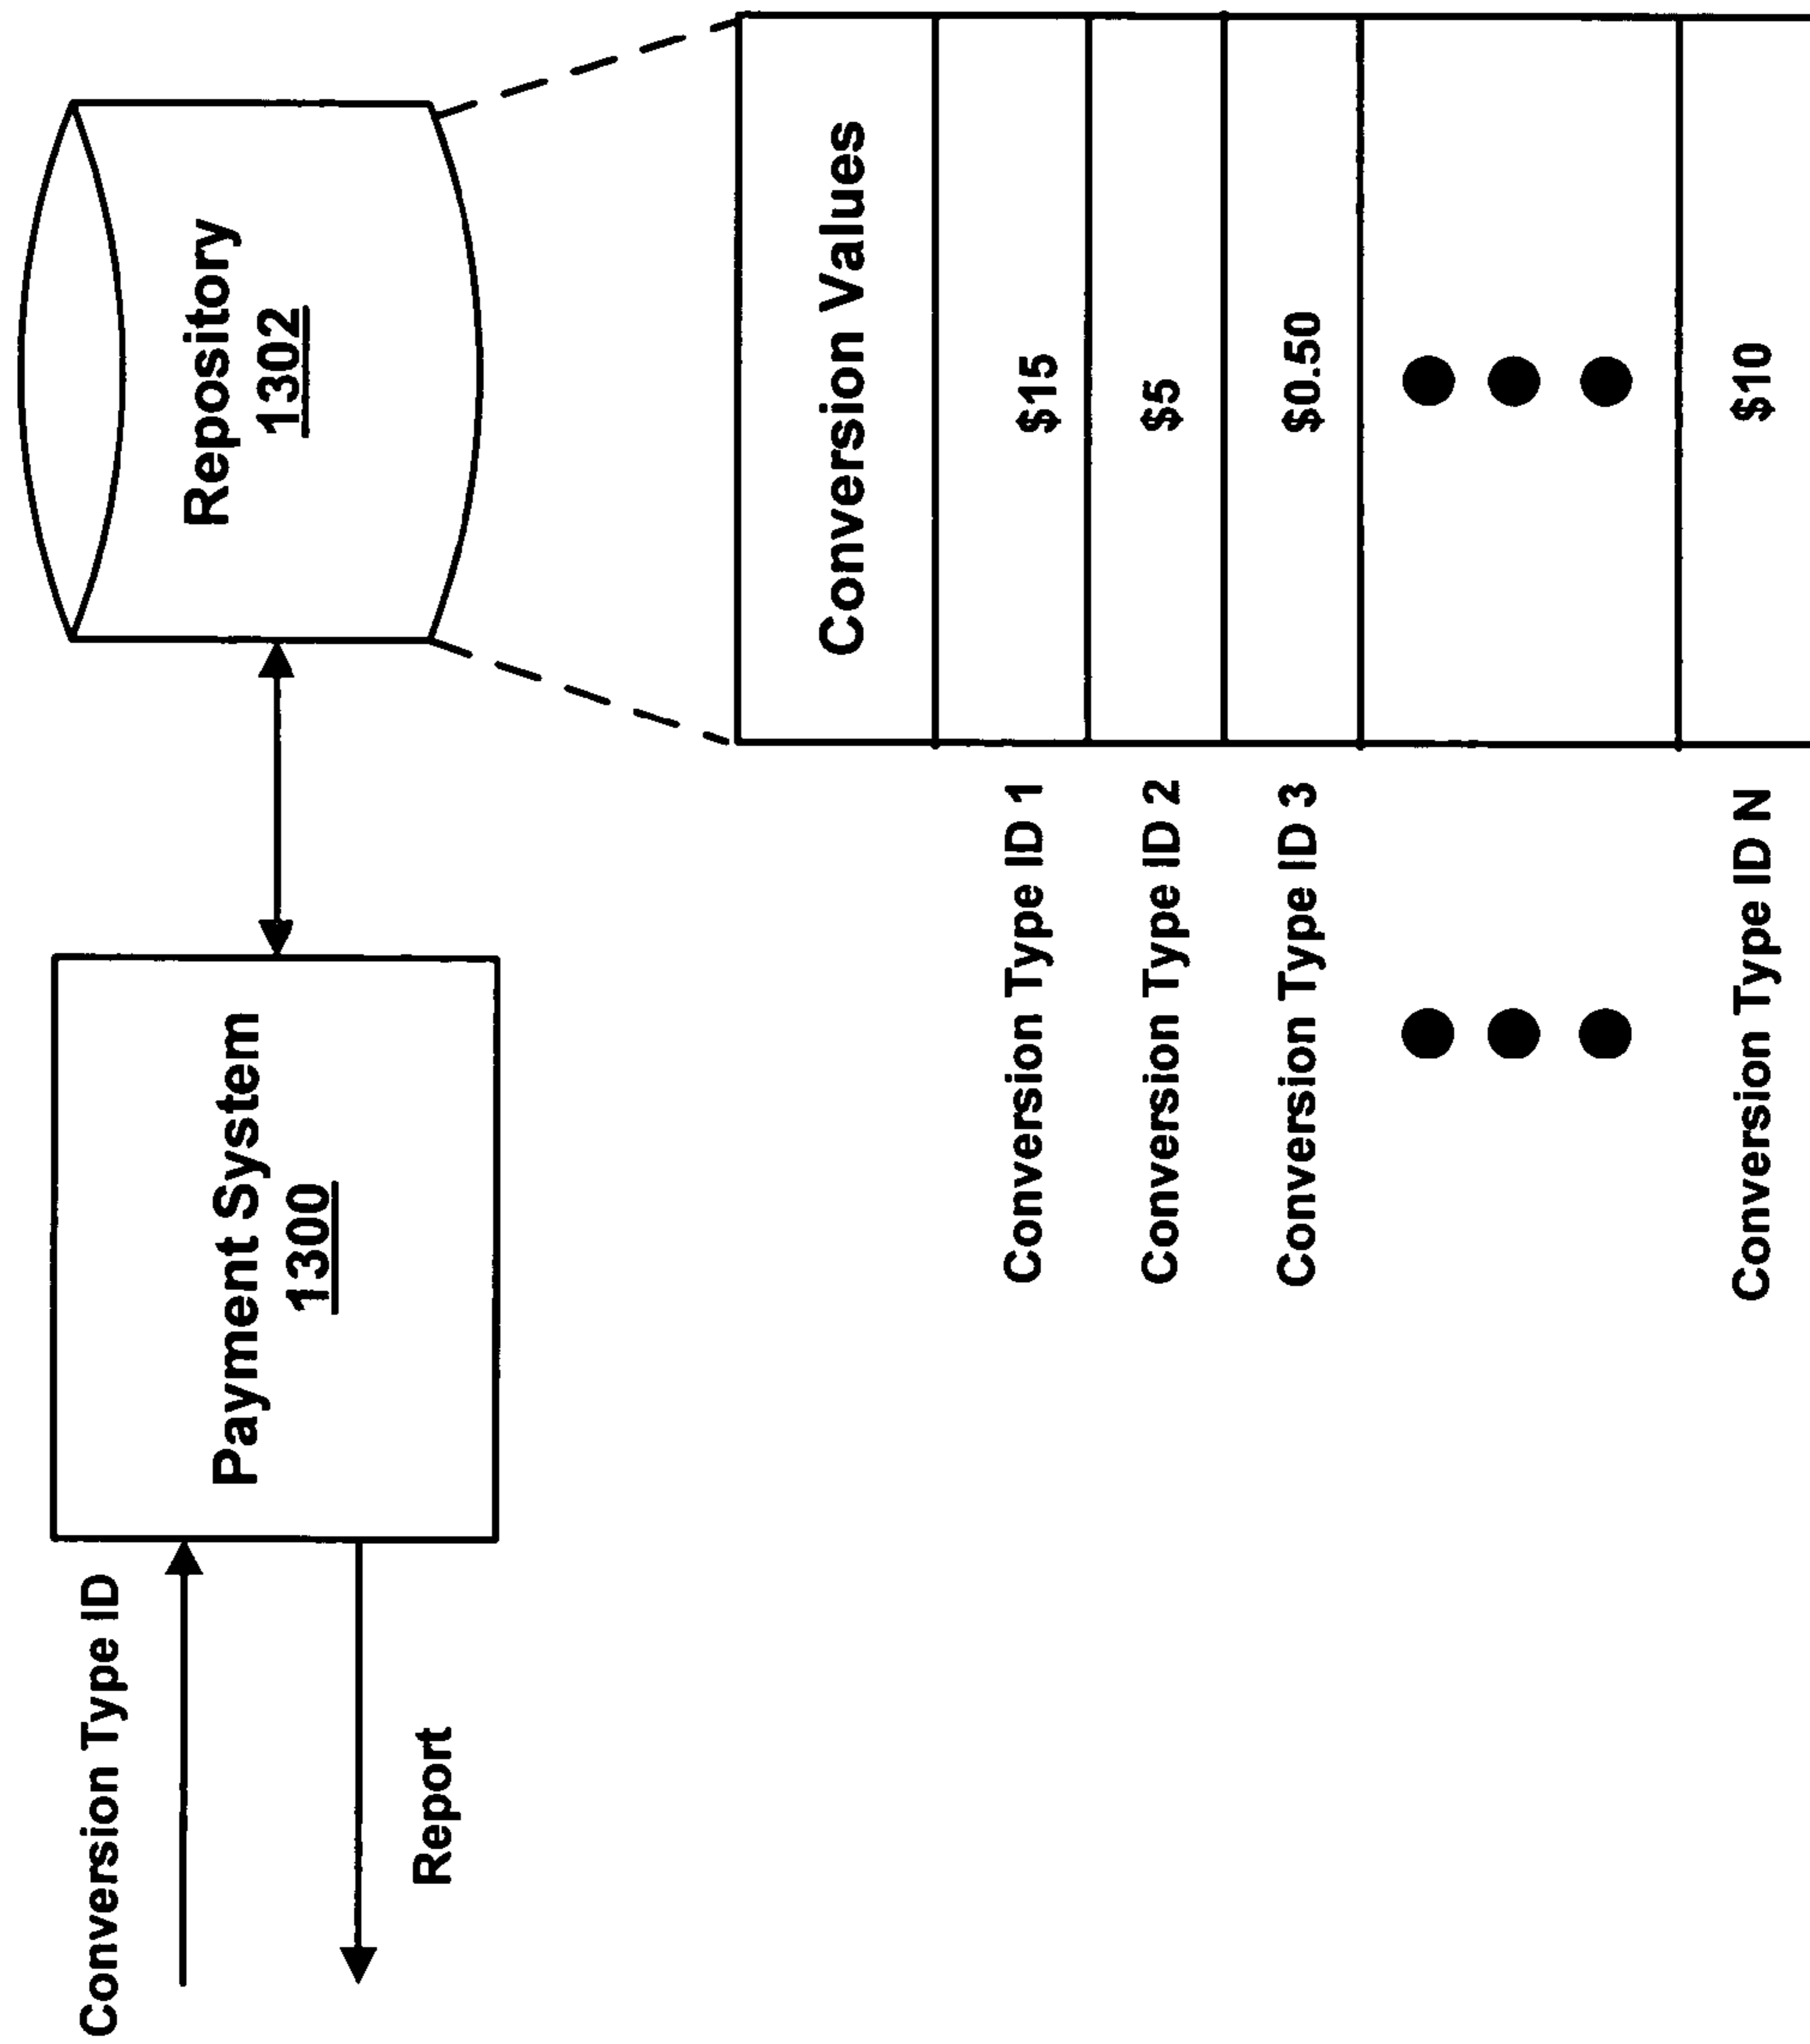 Conversion Type ID
Report
Payment System
1300
Repository
1302
Conversion Values
Conversion Type ID 1
$15
Conversion Type ID 2
$5
Conversion Type ID 3
$0.50
Conversion Type ID N
$10